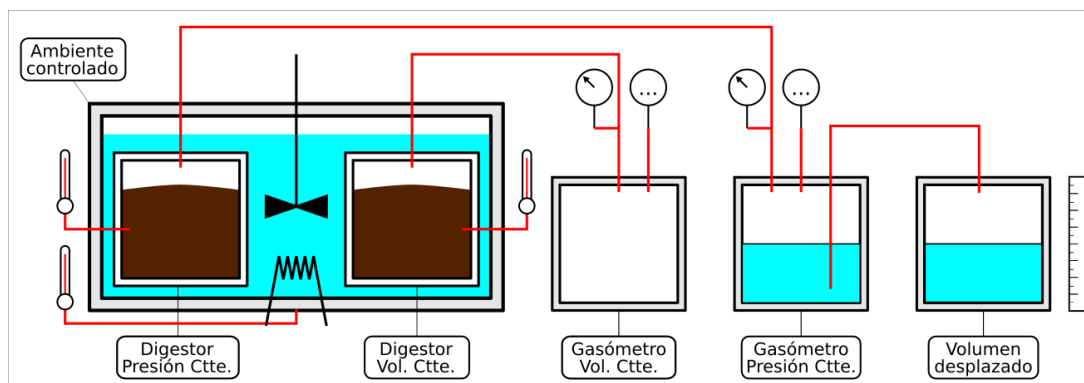 Ambiente
controlado
...
...
Digestor
Presión Ctte.
Digestor
Vol. Ctte.
Gasómetro
Vol. Ctte.
Gasómetro
Presión Ctte.
Volumen
desplazado